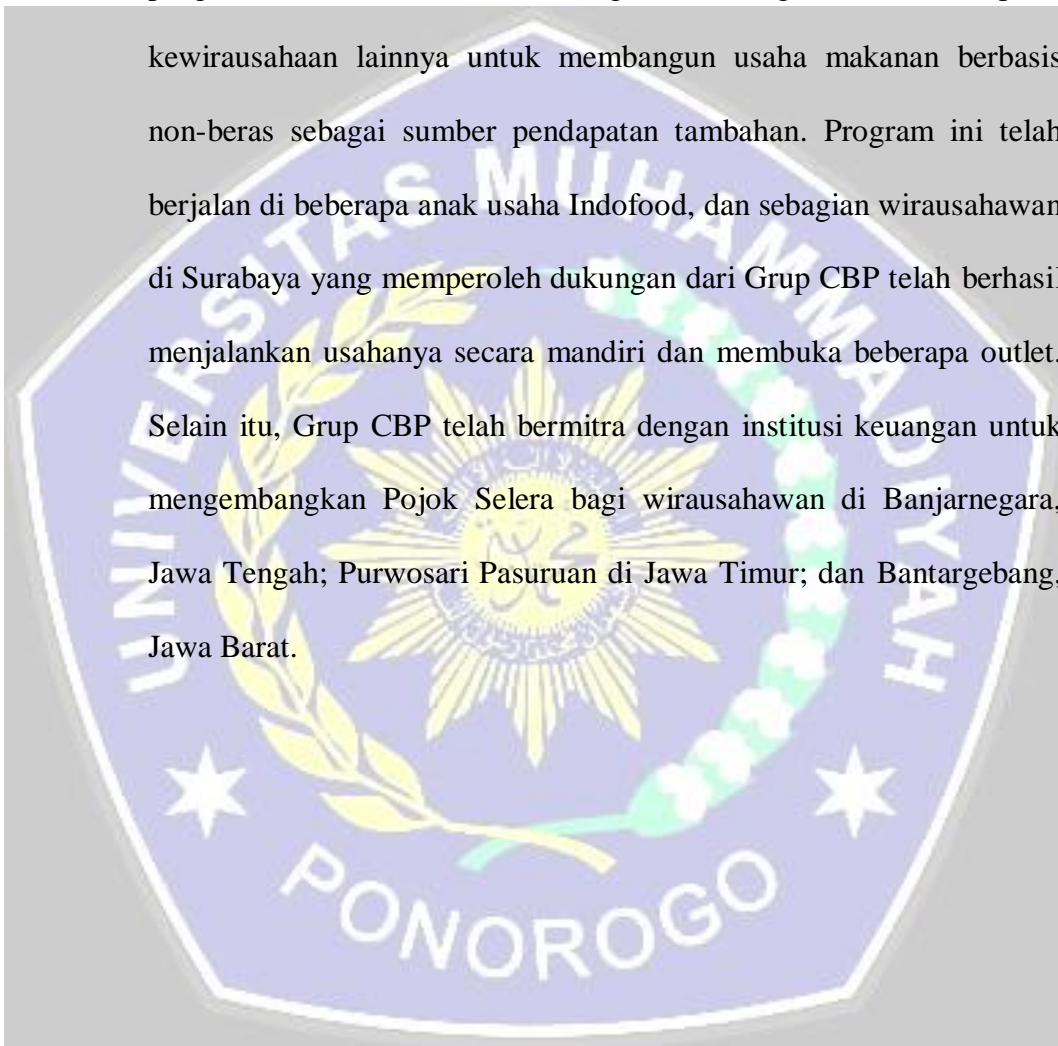 kewirausahaan lainnya untuk membangun usaha makanan berbasis
non-beras sebagai sumber pendapatan tambahan. Program ini telah
berjalan di beberapa anak usaha Indofood, dan sebagian wirausahawan
di Surabaya yang memperoleh dukungan dari Grup CBP telah berhasil
menjalankan usahanya secara mandiri dan membuka beberapa outlet.
Selain itu, Grup CBP telah bermitra dengan institusi keuangan untuk
mengembangkan Pojok Selera bagi wirausahawan di Banjarnegara,
Jawa Tengah; Purwosari Pasuruan di Jawa Timur; dan Bantargebang,
Jawa Barat.
UNIVERSITAS MUHAMMADIYAH
PONOROGO